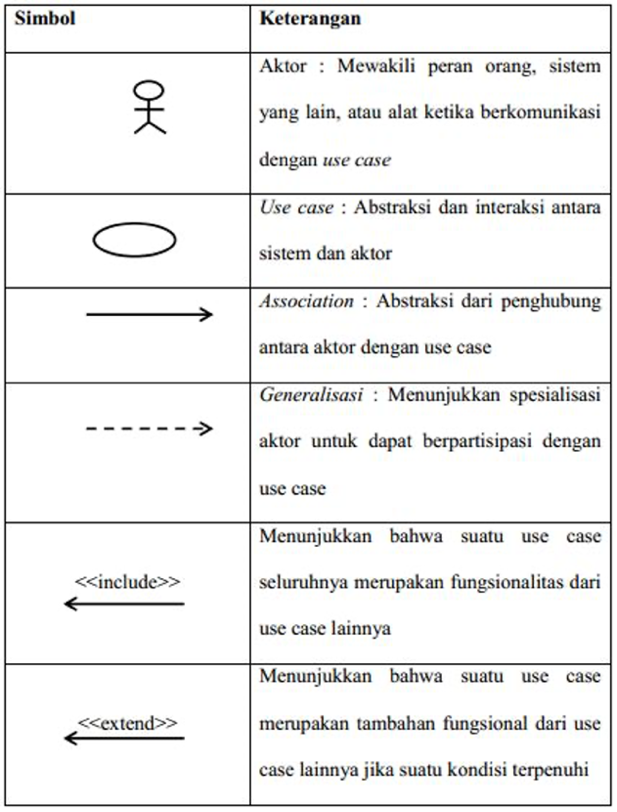 Simbol
Keterangan
Aktor : Mewakili peran orang, sistem
yang lain, atau alat ketika berkomunikasi
dengan use case
Use case : Abstraksi dan interaksi antara
sistem dan aktor
Association : Abstraksi dari penghubung
antara aktor dengan use case
Generalisasi : Menunjukkan spesialisasi
aktor untuk dapat berpartisipasi dengan
use case
<<include>>
Menunjukkan bahwa suatu use case
seluruhnya merupakan fungsionalitas dari
use case lainnya
<<extend>>
Menunjukkan bahwa suatu use case
merupakan tambahan fungsional dari use
case lainnya jika suatu kondisi terpenuhi